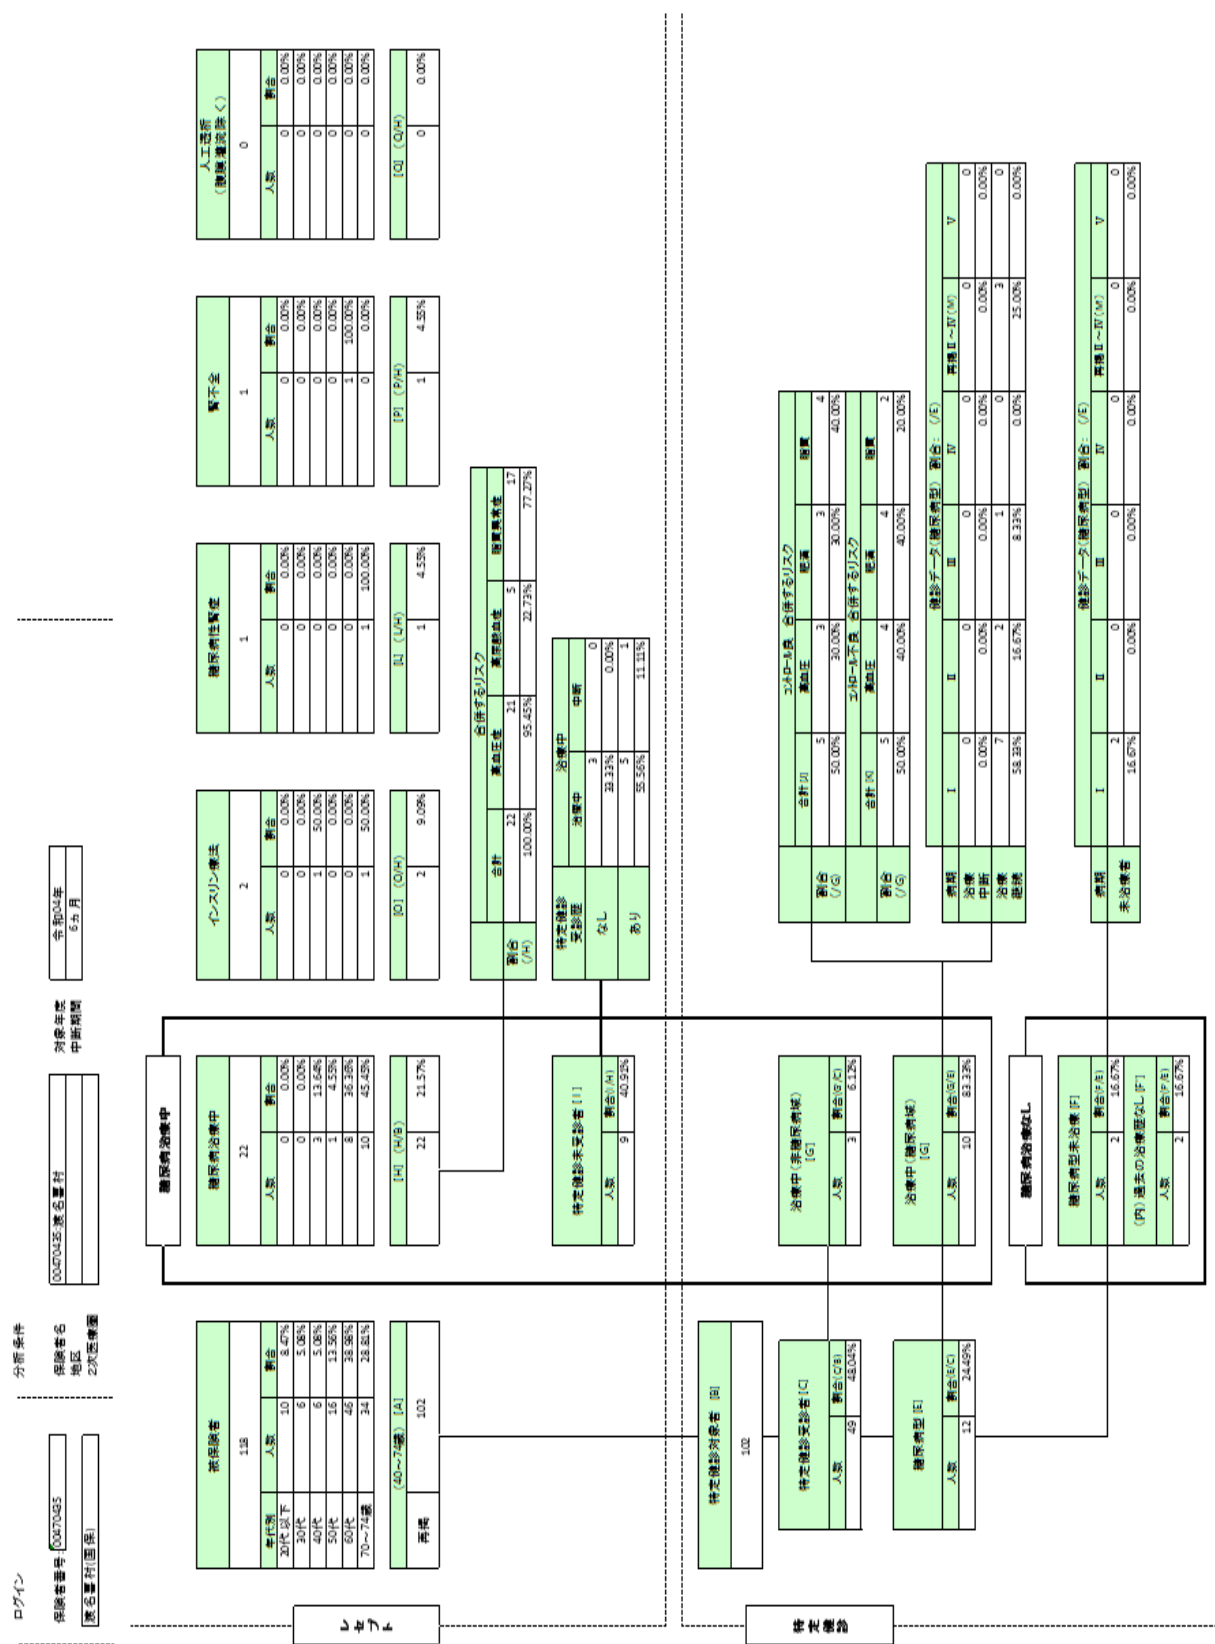 ログイン
保険者番号: 00470435
渡名喜村(国保)
分析条件
保険者名 00470435:渡名喜村
地区
2次医療圏
対象年度 令和04年
中断期間 6ヵ月
レセプト
被保険者
118
年代別 人数 割合
20代以下 10 8.47%
30代 6 5.08%
40代 6 5.08%
50代 16 13.56%
60代 46 38.98%
70～74歳 34 28.81%
(40～74歳) [A]
再掲 102
糖尿病治療中
糖尿病治療中
22
人数 割合
0 0.00%
0 0.00%
3 13.64%
1 4.55%
8 36.36%
10 45.45%
[H] (H/B)
22 21.57%
インスリン療法
2
人数 割合
0 0.00%
0 0.00%
1 50.00%
0 0.00%
0 0.00%
1 50.00%
[O] (O/H)
2 9.09%
糖尿病性腎症
1
人数 割合
0 0.00%
0 0.00%
0 0.00%
0 0.00%
0 0.00%
1 100.00%
[L] (L/H)
1 4.55%
腎不全
1
人数 割合
0 0.00%
0 0.00%
0 0.00%
0 0.00%
1 100.00%
0 0.00%
[P] (P/H)
1 4.55%
人工透析
(腹膜灌流除く)
0
人数 割合
0 0.00%
0 0.00%
0 0.00%
0 0.00%
0 0.00%
0 0.00%
[Q] (Q/H)
0 0.00%
合併するリスク
合計 高血圧症 高尿酸血症 脂質異常症
割合(/H) 22 21 5 17
100.00% 95.45% 22.73% 77.27%
特定健診未受診者 [I]
人数 割合(I/H)
9 40.91%
特定健診受診歴 治療中
治療中 中断
なし 3 0
33.33% 0.00%
あり 5 1
55.56% 11.11%
特定健診
特定健診対象者 [B]
102
特定健診受診者 [C]
人数 割合(C/B)
49 48.04%
糖尿病型 [E]
人数 割合(E/C)
12 24.49%
治療中(非糖尿病域)
[G']
人数 割合(G'/C)
3 6.12%
治療中(糖尿病域)
[G]
人数 割合(G/E)
10 83.33%
コントロール良 合併するリスク
合計[J] 高血圧 肥満 脂質
割合(/G) 5 3 3 4
50.00% 30.00% 30.00% 40.00%
コントロール不良 合併するリスク
合計[K] 高血圧 肥満 脂質
割合(/G) 5 4 4 2
50.00% 40.00% 40.00% 20.00%
健診データ(糖尿病型) 割合: (/E)
病期 I II III IV 再掲II～IV(M) V
治療中断 0 0 0 0 0 0
0.00% 0.00% 0.00% 0.00% 0.00% 0.00%
治療継続 7 2 1 0 3 0
58.33% 16.67% 8.33% 0.00% 25.00% 0.00%
糖尿病治療なし
糖尿病型未治療 [F]
人数 割合(F/E)
2 16.67%
(内)過去の治療歴なし [F']
人数 割合(F'/E)
2 16.67%
健診データ(糖尿病型) 割合: (/E)
病期 I II III IV 再掲II～IV(M) V
未治療者 2 0 0 0 0 0
16.67% 0.00% 0.00% 0.00% 0.00% 0.00%